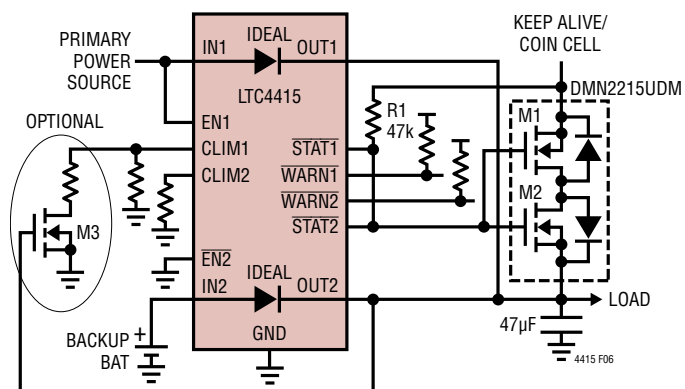 PRIMARY
POWER
SOURCE
IN1
IDEAL
OUT1
LTC4415
KEEP ALIVE/
COIN CELL
DMN2215UDM
OPTIONAL
EN1
CLIM1
CLIM2
STAT1
WARN1
WARN2
STAT2
R1
47k
M1
M2
M3
EN2
IN2
IDEAL
OUT2
LOAD
BACKUP
BAT
+
GND
47µF
4415 F06